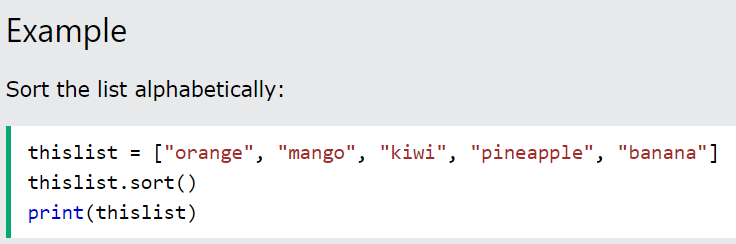 Example
Sort the list alphabetically:
thislist = ["orange", "mango", "kiwi", "pineapple", "banana"]
thislist.sort()
print(thislist)